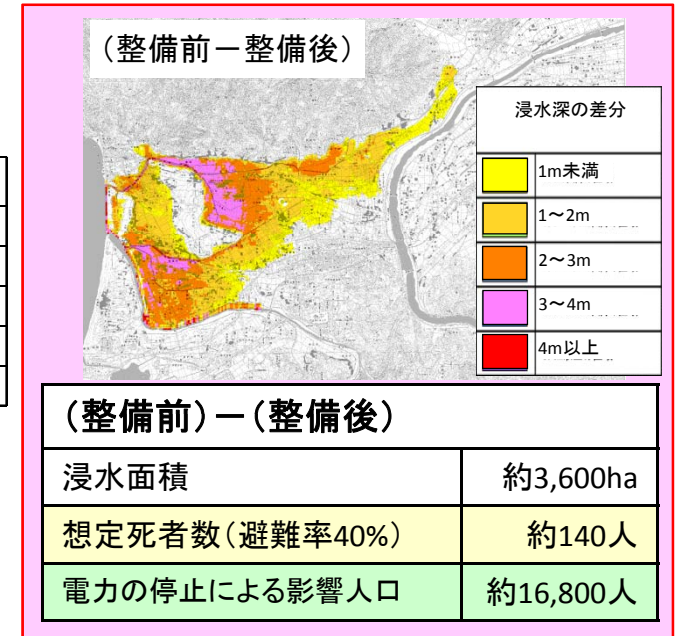 (整備前－整備後)
浸水深の差分
1m未満
1～2m
2～3m
3～4m
4m以上
(整備前)－(整備後)
浸水面積 約3,600ha
想定死者数(避難率40%) 約140人
電力の停止による影響人口 約16,800人